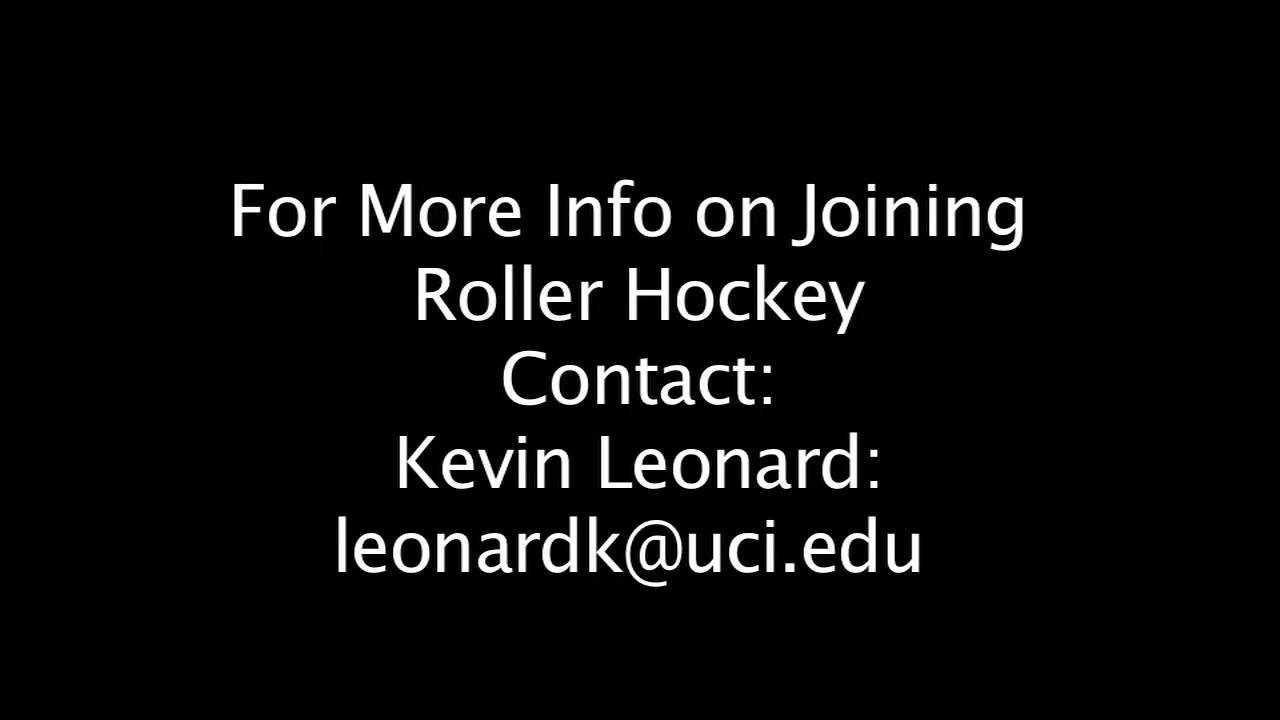 For More Info on Joining
Roller Hockey
Contact:
Kevin Leonard:
leonardk@uci.edu